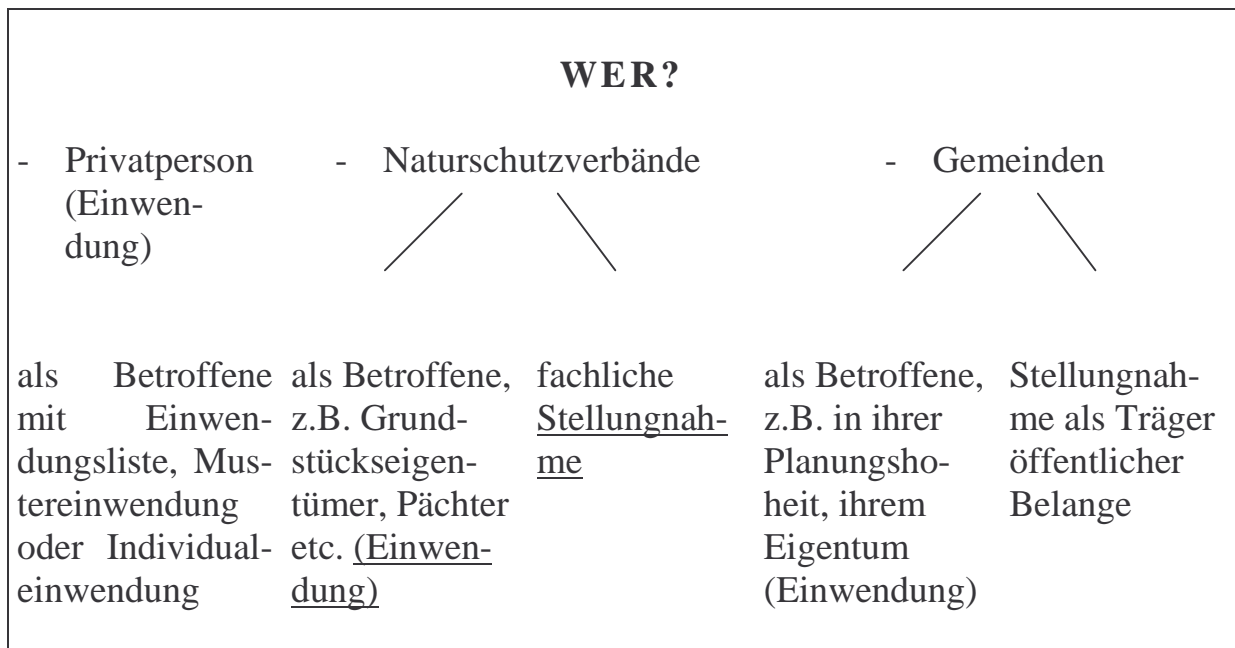 WER?
- Privatperson
(Einwen-
dung)
- Naturschutzverbände
- Gemeinden
als Betroffene
mit Einwen-
dungsliste, Mus-
tereinwendung
oder Individual-
einwendung
als Betroffene,
z.B. Grund-
stückseigen-
tümer, Pächter
etc. (Einwen-
dung)
fachliche
Stellungnah-
me
als Betroffene,
z.B. in ihrer
Planungsho-
heit, ihrem
Eigentum
(Einwendung)
Stellungnah-
me als Träger
öffentlicher
Belange